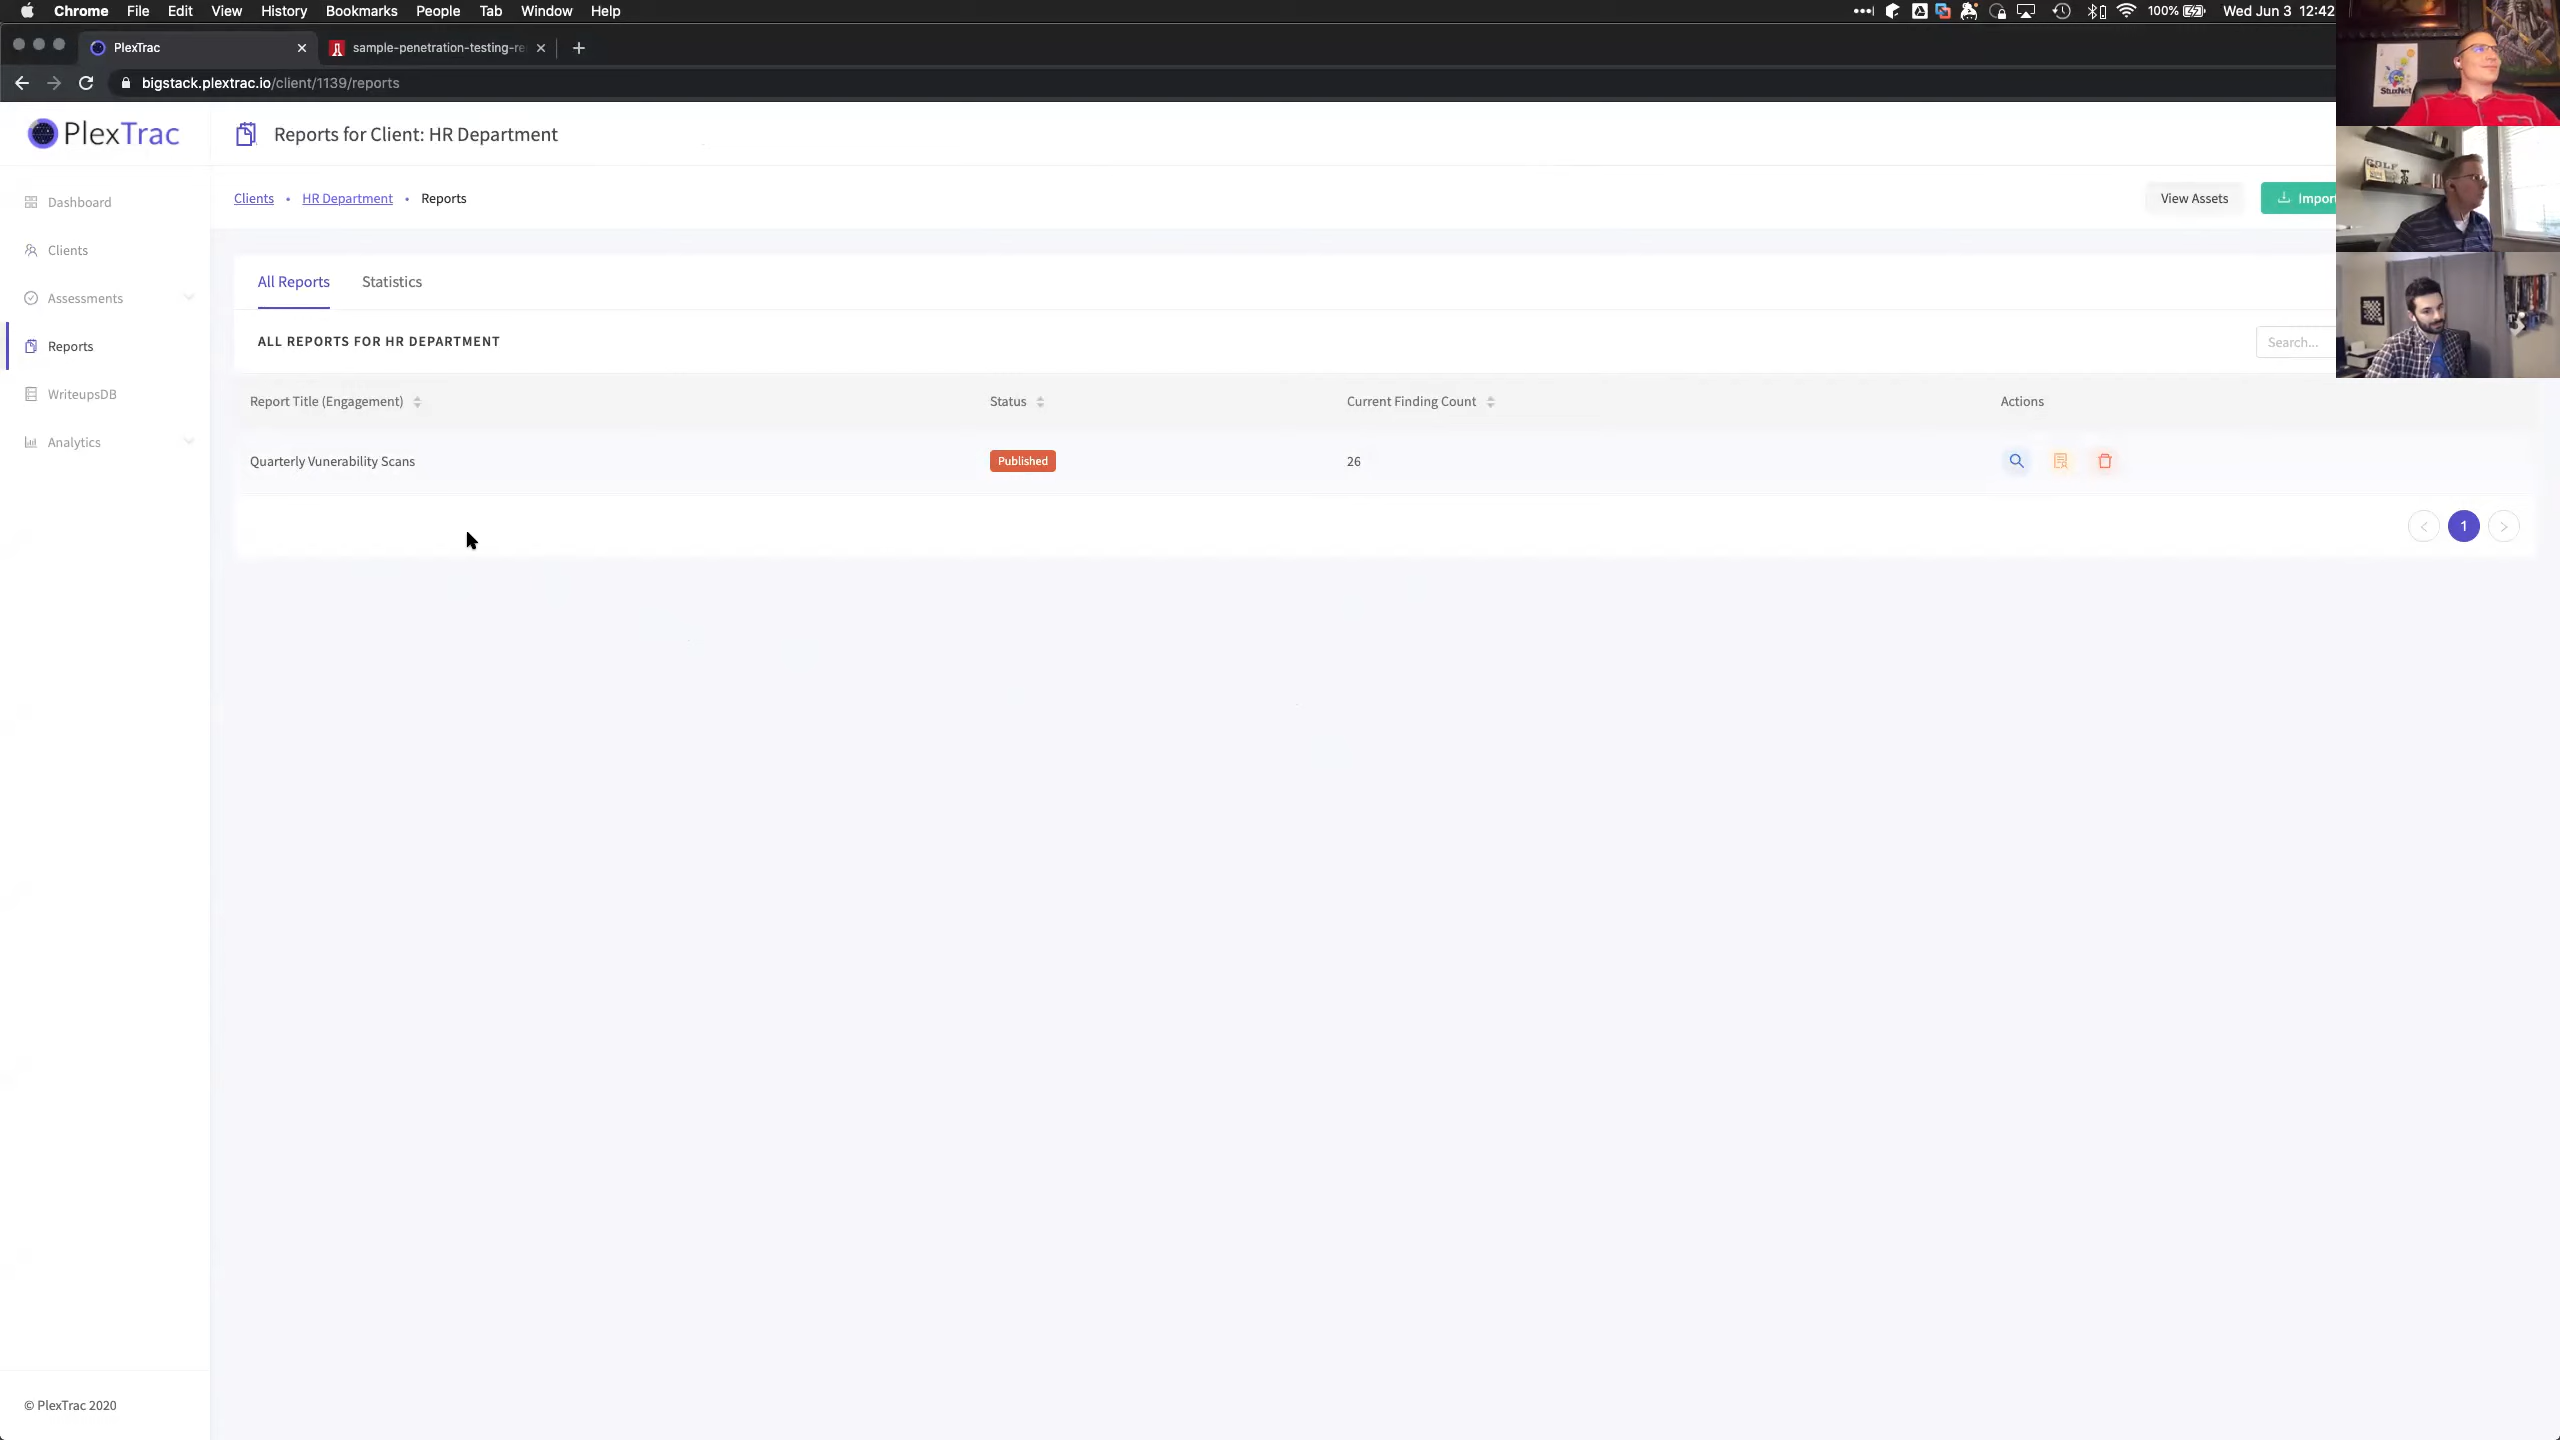 Chrome File Edit View History Bookmarks People Tab Window Help 100% Wed Jun 3 12:42
PlexTrac sample-penetration-testing-re
bigstack.plextrac.io/client/1139/reports
PlexTrac
Reports for Client: HR Department
StuxNet
Dashboard
Clients
Assessments
Reports
WriteupsDB
Analytics
Clients • HR Department • Reports
View Assets
Import
GOLF
All Reports Statistics
ALL REPORTS FOR HR DEPARTMENT
Search...
Report Title (Engagement) Status Current Finding Count Actions
Quarterly Vunerability Scans Published 26
< 1 >
© PlexTrac 2020